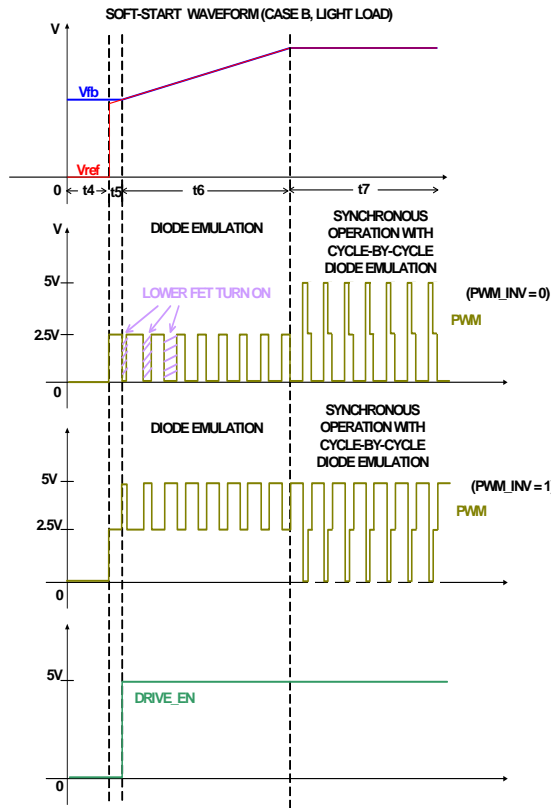 SOFT-START WAVEFORM (CASE B, LIGHT LOAD)
V
Vfb
Vref
0
t4
t5
t6
t7
V
DIODE EMULATION
SYNCHRONOUS
OPERATION WITH
CYCLE-BY-CYCLE
DIODE EMULATION
5V
(PWM_INV = 0)
LOWER FET TURN ON
PWM
2.5V
0
DIODE EMULATION
SYNCHRONOUS
OPERATION WITH
CYCLE-BY-CYCLE
DIODE EMULATION
5V
(PWM_INV = 1
PWM
2.5V
0
5V
DRIVE_EN
0